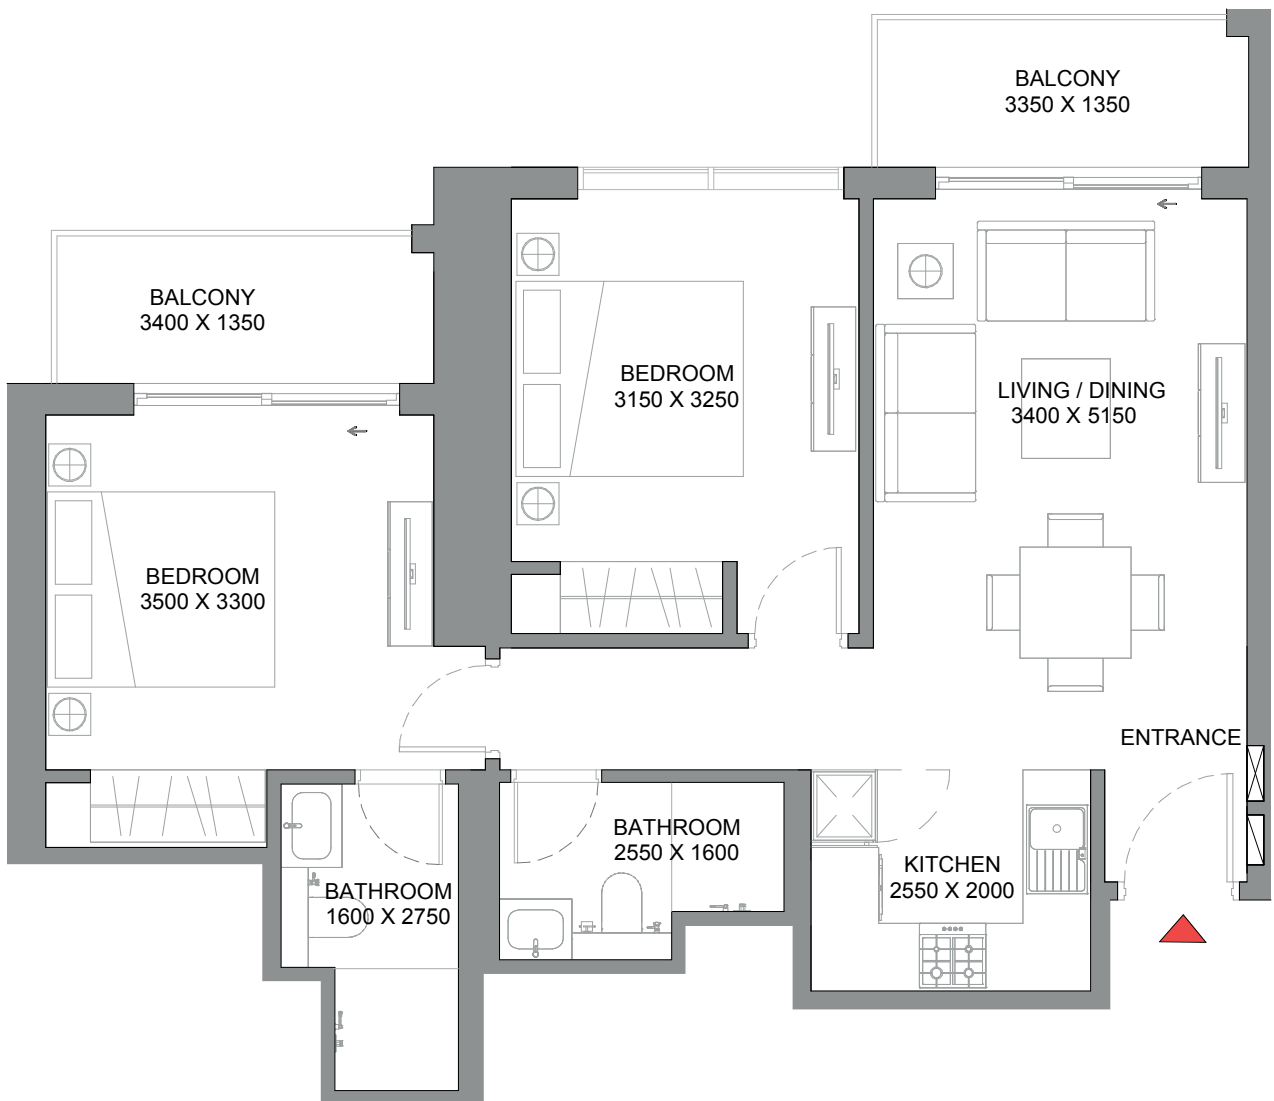 BALCONY
3350 X 1350
BALCONY
3400 X 1350
BEDROOM
3150 X 3250
LIVING / DINING
3400 X 5150
BEDROOM
3500 X 3300
ENTRANCE
BATHROOM
2550 X 1600
KITCHEN
2550 X 2000
BATHROOM
1600 X 2750